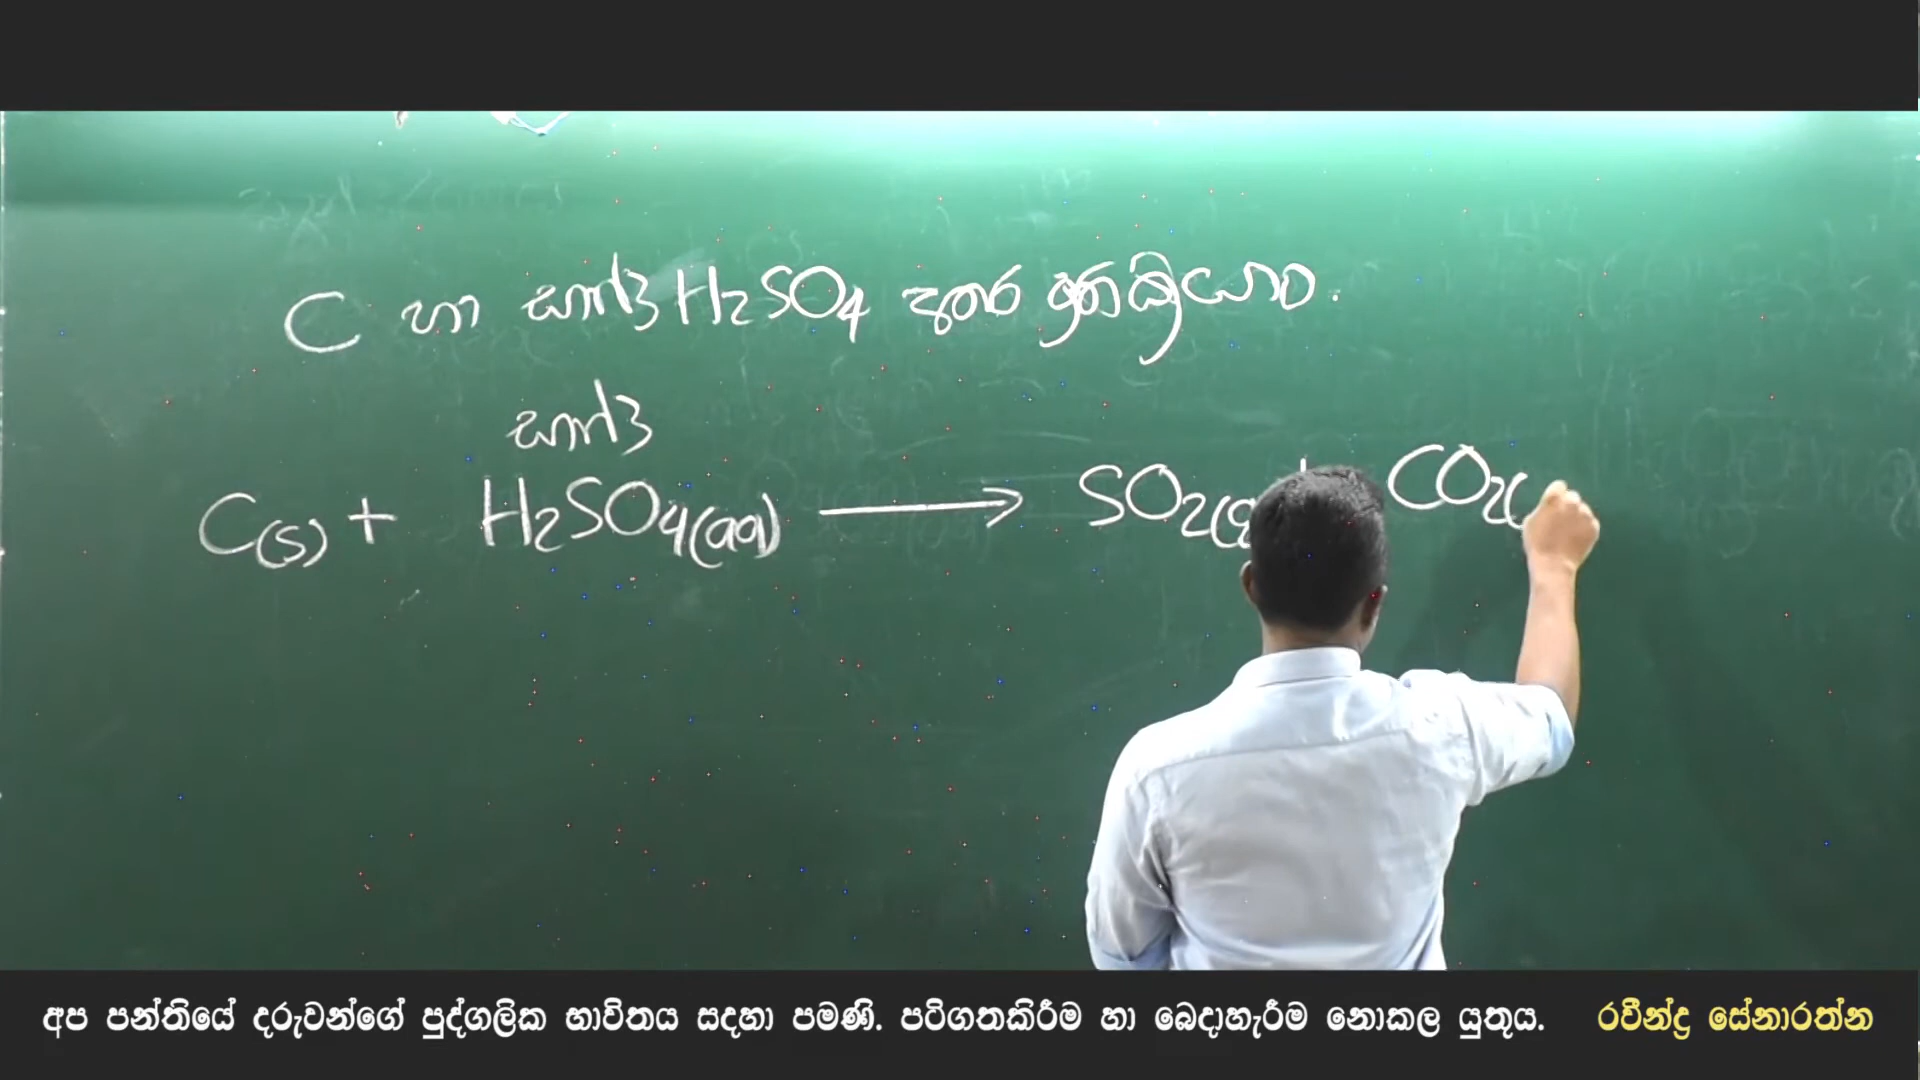 C හා සාන්ද්‍ර H₂SO₄ අතර ප්‍රතික්‍රියාව.
සාන්ද්‍ර
C(s) + H₂SO₄(aq) ⟶ SO₂(g CO₂(
අප පන්තියේ දරුවන්ගේ පුද්ගලික භාවිතය සදහා පමණි. පටිගතකිරීම හා බෙදාහැරීම නොකල යුතූය. රවීන්ද්‍ර සේනාරත්න